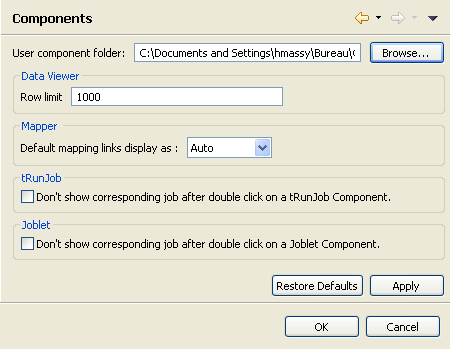 Components
User component folder: C:\Documents and Settings\hmassy\Bureau\ Browse...
Data Viewer
Row limit 1000
Mapper
Default mapping links display as : Auto
tRunJob
Don't show corresponding job after double click on a tRunJob Component.
Joblet
Don't show corresponding job after double click on a Joblet Component.
Restore Defaults Apply
OK Cancel